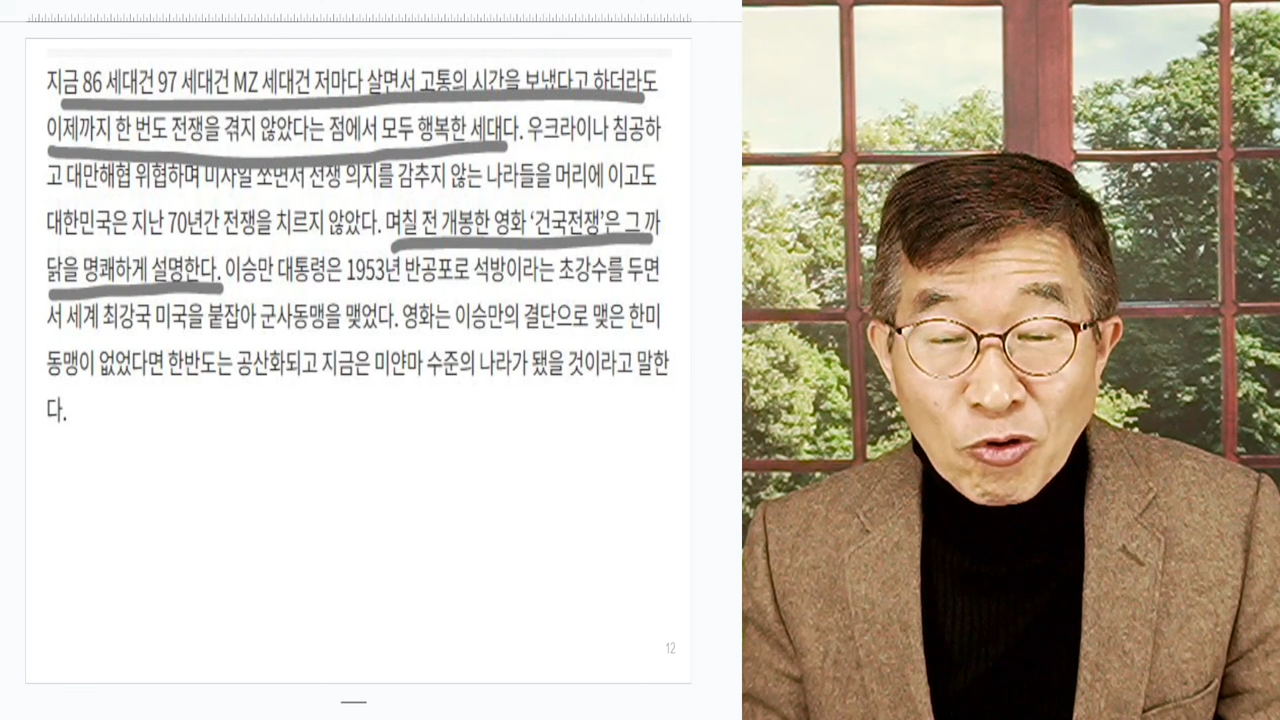 지금 86 세대건 97 세대건 MZ 세대건 저마다 살면서 고통의 시간을 보냈다고 하더라도
이제까지 한 번도 전쟁을 겪지 않았다는 점에서 모두 행복한 세대다. 우크라이나 침공하
고 대만해협 위협하며 미사일 쏘면서 전쟁 의지를 감추지 않는 나라들을 머리에 이고도
대한민국은 지난 70년간 전쟁을 치르지 않았다. 며칠 전 개봉한 영화 ‘건국전쟁’은 그 까
닭을 명쾌하게 설명한다. 이승만 대통령은 1953년 반공포로 석방이라는 초강수를 두면
서 세계 최강국 미국을 붙잡아 군사동맹을 맺었다. 영화는 이승만의 결단으로 맺은 한미
동맹이 없었다면 한반도는 공산화되고 지금은 미얀마 수준의 나라가 됐을 것이라고 말한
다.
12